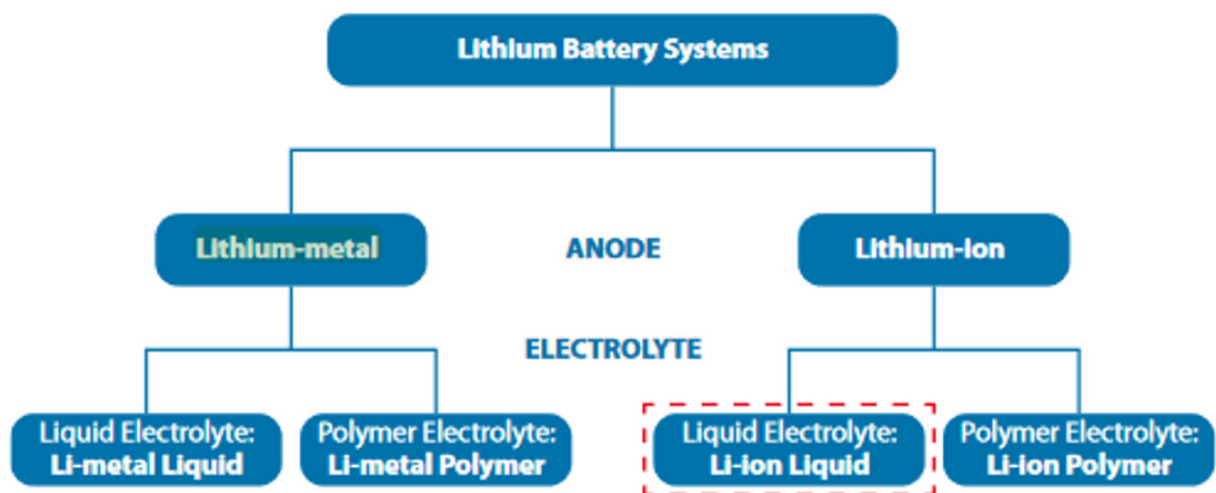 Lithium Battery Systems
Lithium-metal
ANODE
Lithium-ion
ELECTROLYTE
Liquid Electrolyte:
Li-metal Liquid
Polymer Electrolyte:
Li-metal Polymer
Liquid Electrolyte:
Li-ion Liquid
Polymer Electrolyte:
Li-ion Polymer